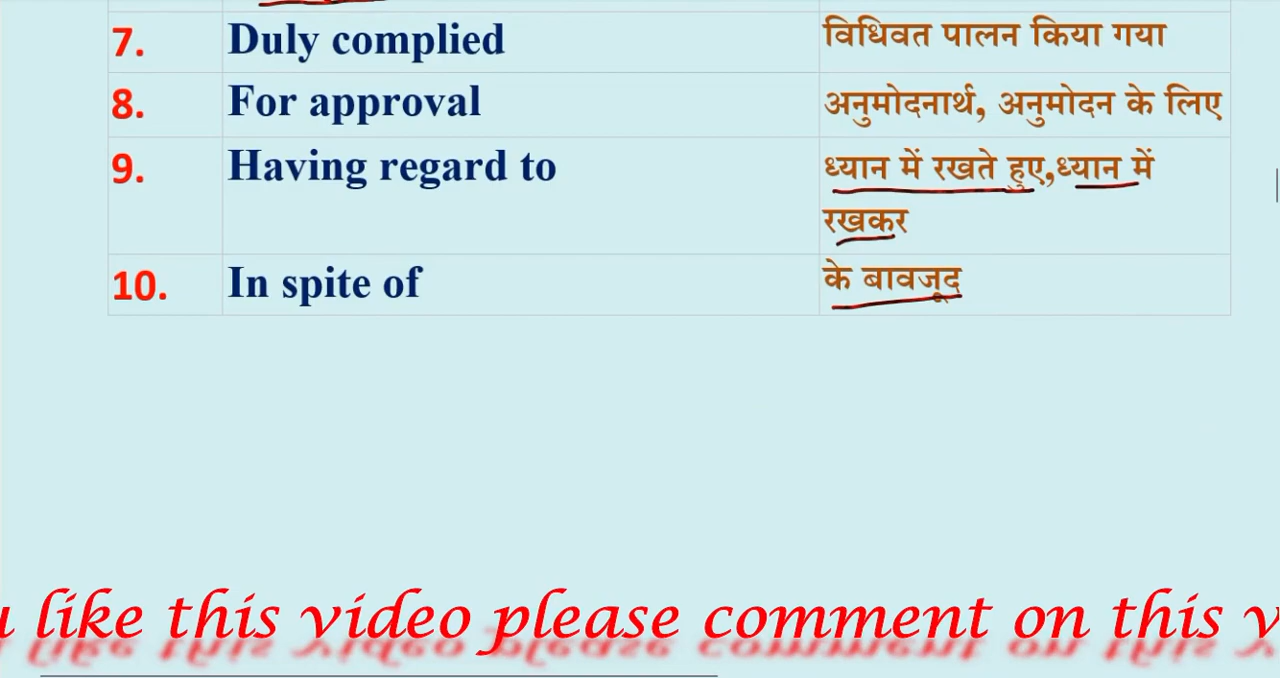 7. Duly complied विधिवत पालन किया गया
8. For approval अनुमोदनार्थ, अनुमोदन के लिए
9. Having regard to ध्यान में रखते हुए,ध्यान में
रखकर
10. In spite of के बावजूद
like this video please comment on this